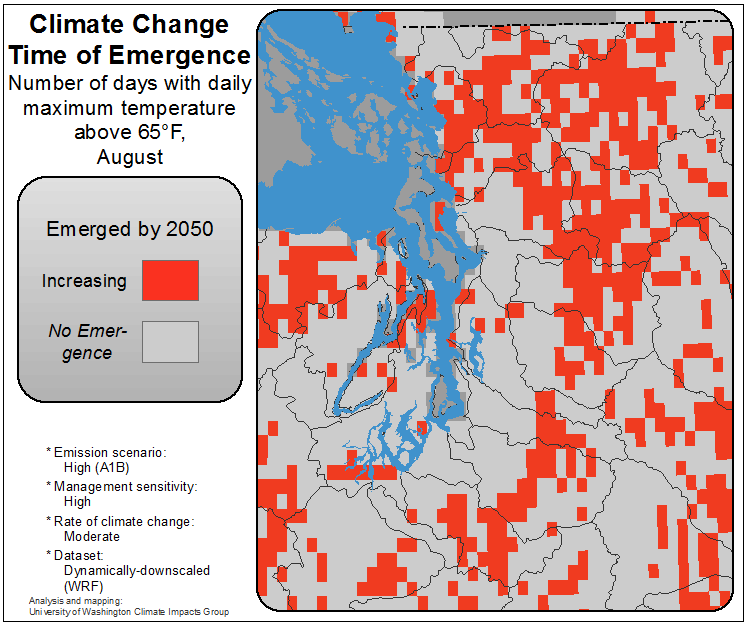 Climate Change
Time of Emergence
Number of days with daily
maximum temperature
above 65°F,
August
Emerged by 2050
Increasing
No Emer-
gence
* Emission scenario:
High (A1B)
* Management sensitivity:
High
* Rate of climate change:
Moderate
* Dataset:
Dynamically-downscaled
(WRF)
Analysis and mapping:
University of Washington Climate Impacts Group